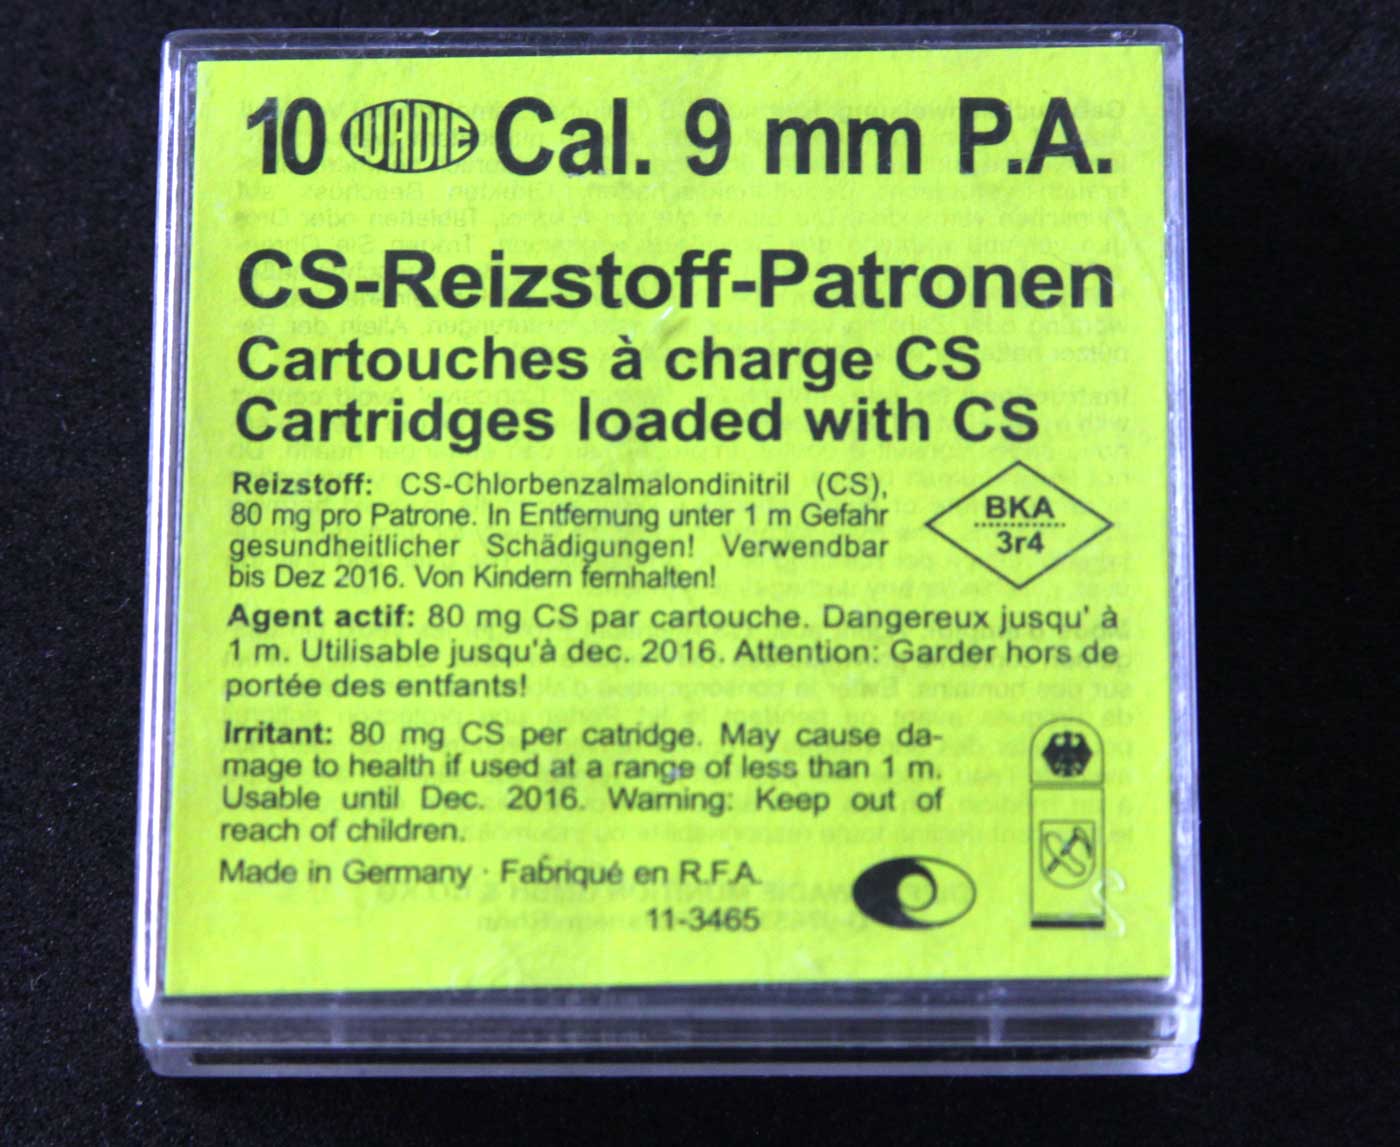 10 WADIE Cal. 9 mm P.A.
CS-Reizstoff-Patronen
Cartouches à charge CS
Cartridges loaded with CS
Reizstoff: CS-Chlorbenzalmalondinitril (CS),
80 mg pro Patrone. In Entfernung unter 1 m Gefahr
gesundheitlicher Schädigungen! Verwendbar
bis Dez 2016. Von Kindern fernhalten!
BKA
3r4
Agent actif: 80 mg CS par cartouche. Dangereux jusqu' à
1 m. Utilisable jusqu'à dec. 2016. Attention: Garder hors de
portée des entfants!
Irritant: 80 mg CS per catridge. May cause da-
mage to health if used at a range of less than 1 m.
Usable until Dec. 2016. Warning: Keep out of
reach of children.
Made in Germany · Fabriqué en R.F.A.
11-3465